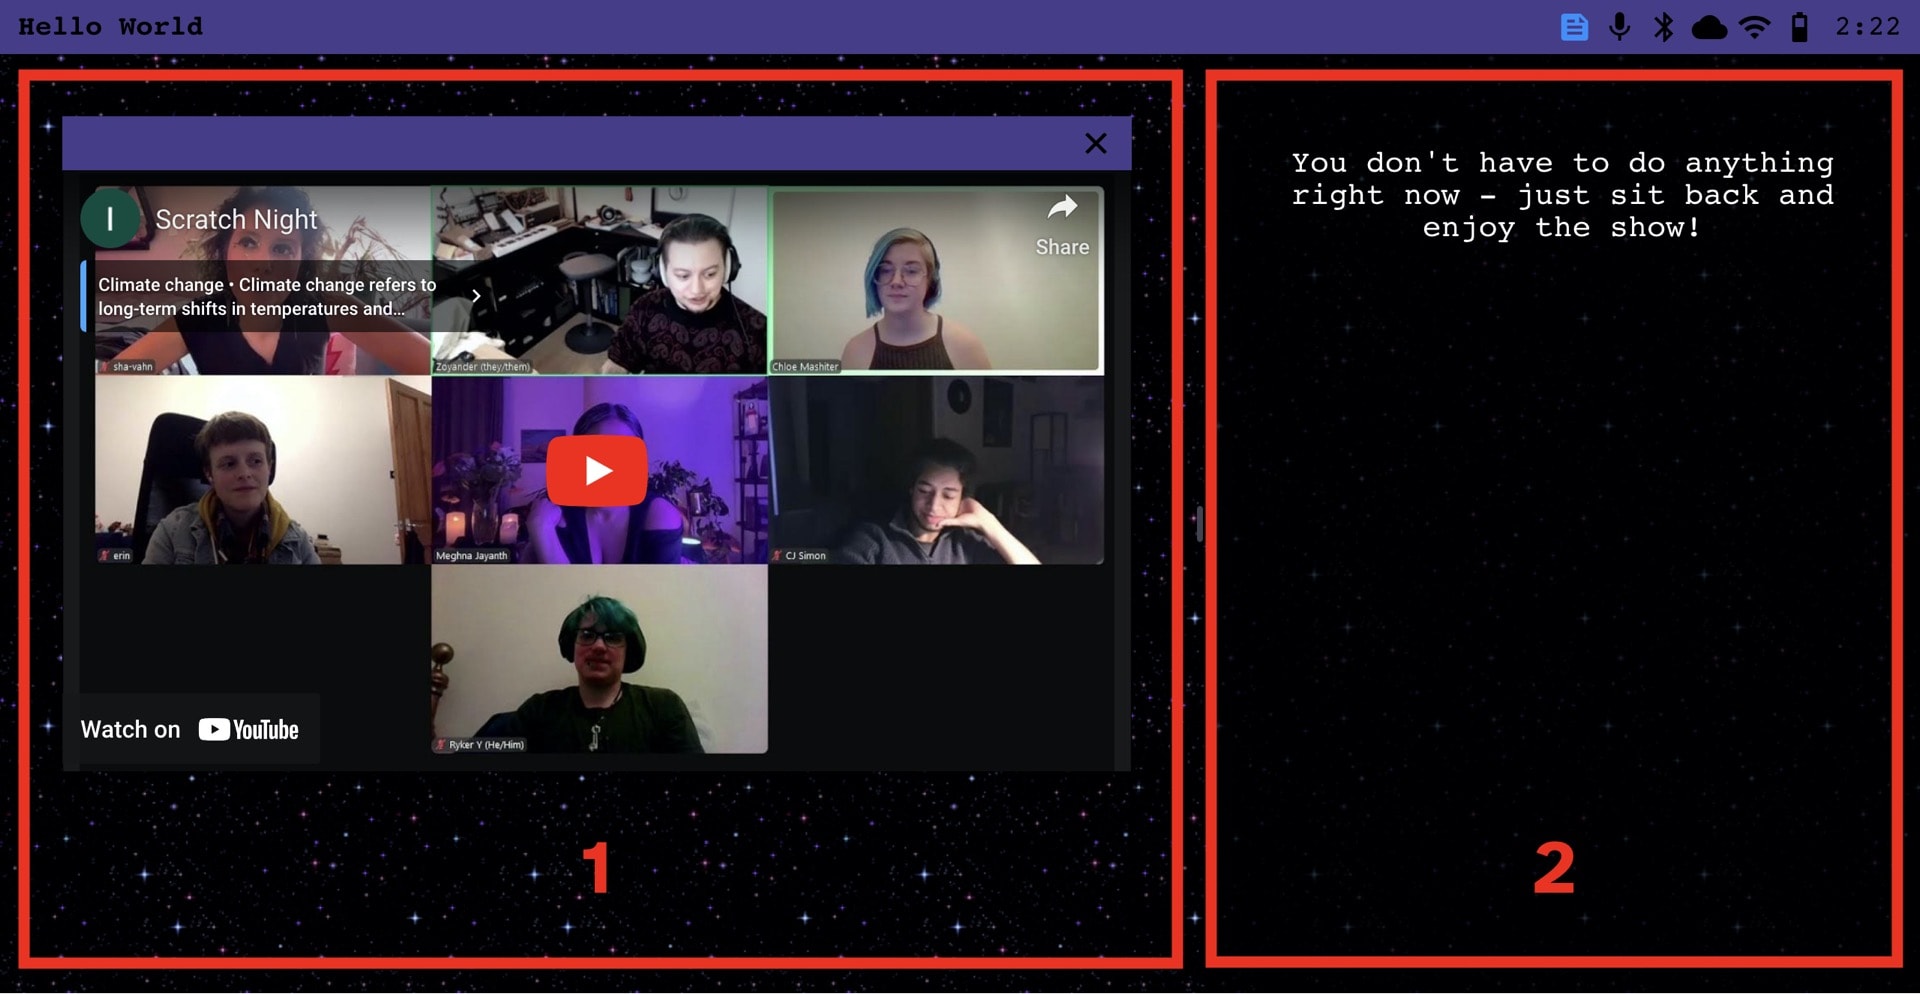 Hello World
2:22
Scratch Night
Share
Climate change • Climate change refers to
long-term shifts in temperatures and...
sha-vahn
Zoyander (they/them)
Chloe Mashiter
erin
Meghna Jayanth
CJ Simon
Ryker Y (He/Him)
Watch on YouTube
1
You don't have to do anything
right now – just sit back and
enjoy the show!
2